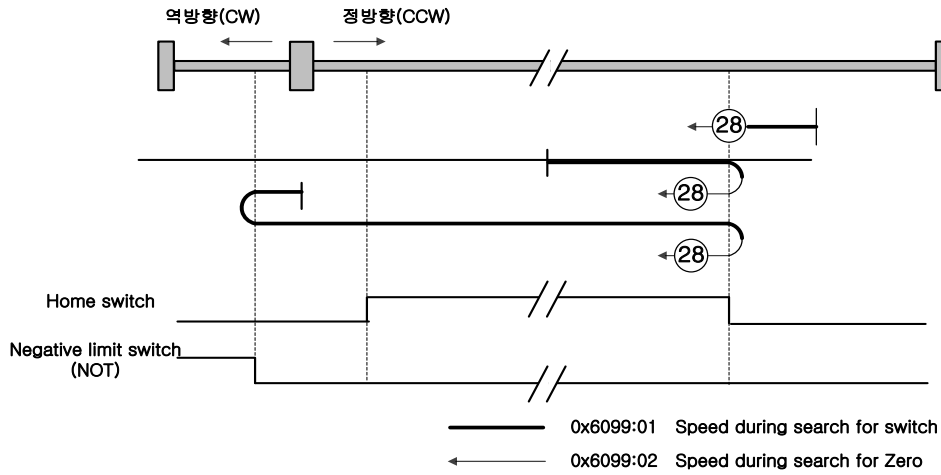 역방향(CW)
정방향(CCW)
28
28
28
Home switch
Negative limit switch
(NOT)
0x6099:01 Speed during search for switch
0x6099:02 Speed during search for Zero